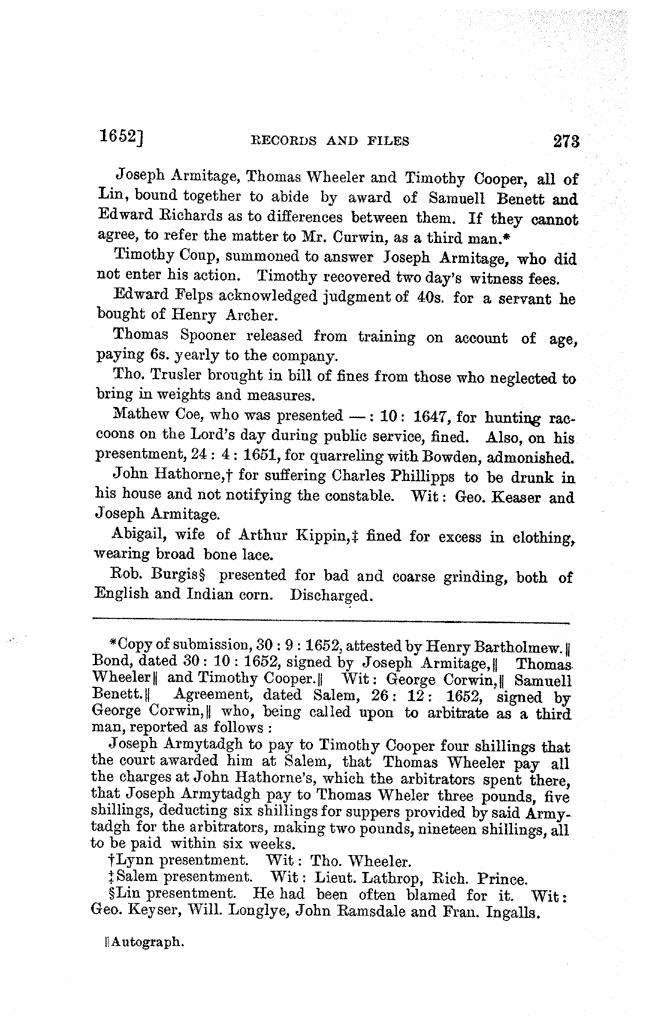 1652]	RECORDS AND FILES	273
Joseph Armitage, Thomas Wheeler and Timothy Cooper, all of
Lin, bound together to abide by award of Samuell Benett and
Edward Richards as to differences between them. If they cannot
agree, to refer the matter to Mr. Curwin, as a third man.*
Timothy Coup, summoned to answer Joseph Armitage, who did
not enter his action. Timothy recovered two day's witness fees.
Edward Felps acknowledged judgment of 40s. for a servant he
bought of Henry Archer.
Thomas Spooner released from training on account of age,
paying 6s. yearly to the company.
Tho. Trusler brought in bill of fines from those who neglected to
bring in weights and measures.
Mathew Coe, who was presented — : 10 : 1647, for hunting rac-
coons on the Lord's day during public service, fined. Also, on his
presentment, 24 : 4 : 1651, for quarreling with Bowden, admonished.
John Hathorne,† for suffering Charles Phillipps to be drunk in
his house and not notifying the constable. Wit : Geo. Keaser and
Joseph Armitage.
Abigail, wife of Arthur Kippin,‡ fined for excess in clothing,
wearing broad bone lace.
Rob. Burgis§ presented for bad and coarse grinding, both of
English and Indian corn. Discharged.
*Copy of submission, 30 : 9 : 1652, attested by Henry Bartholmew.‖
Bond, dated 30 : 10 : 1652, signed by Joseph Armitage,‖ Thomas
Wheeler‖ and Timothy Cooper.‖ Wit : George Corwin,‖ Samuell
Benett.‖ Agreement, dated Salem, 26 : 12 : 1652, signed by
George Corwin,‖ who, being called upon to arbitrate as a third
man, reported as follows :
Joseph Armytadgh to pay to Timothy Cooper four shillings that
the court awarded him at Salem, that Thomas Wheeler pay all
the charges at John Hathorne's, which the arbitrators spent there,
that Joseph Armytadgh pay to Thomas Wheler three pounds, five
shillings, deducting six shillings for suppers provided by said Army-
tadgh for the arbitrators, making two pounds, nineteen shillings, all
to be paid within six weeks.
†Lynn presentment. Wit : Tho. Wheeler.
‡Salem presentment. Wit : Lieut. Lathrop, Rich. Prince.
§Lin presentment. He had been often blamed for it. Wit :
Geo. Keyser, Will. Longlye, John Ramsdale and Fran. Ingalls.
‖Autograph.